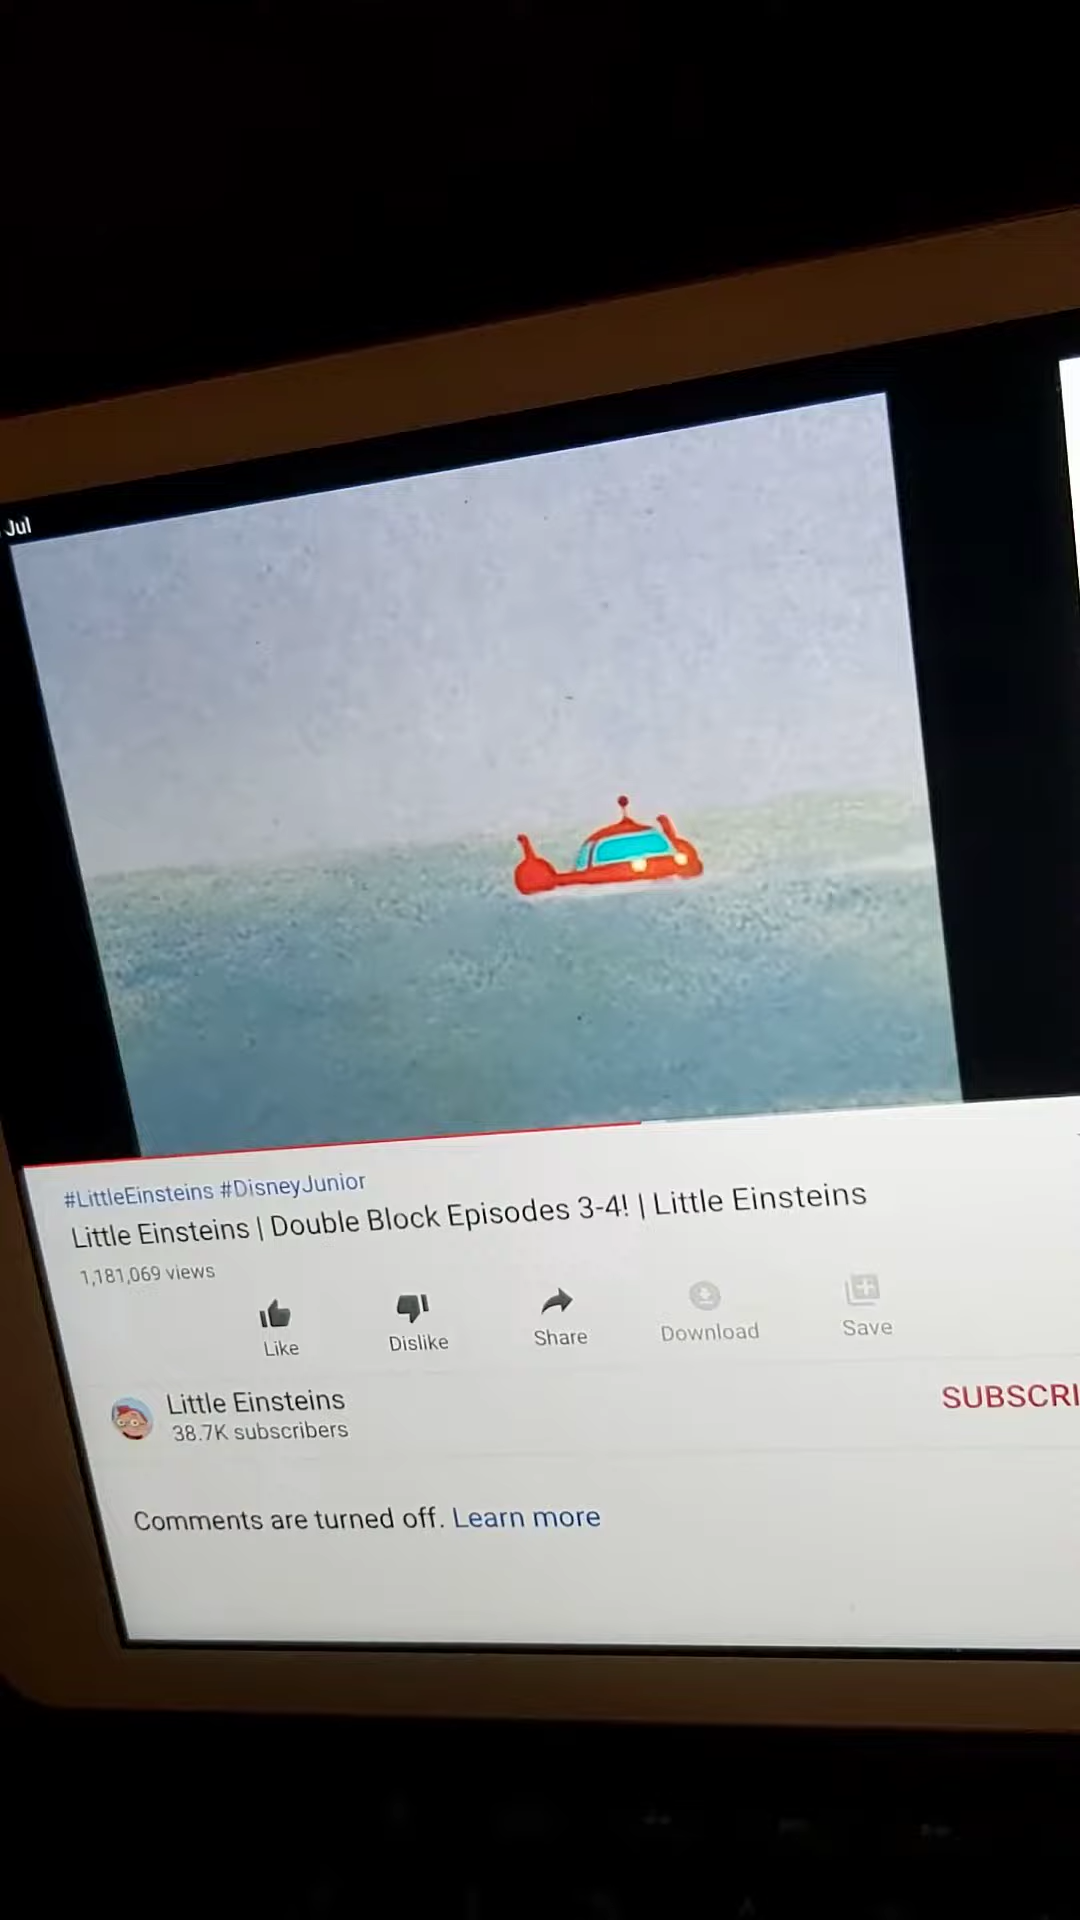 Jul
#LittleEinsteins #DisneyJunior
Little Einsteins | Double Block Episodes 3-4! | Little Einsteins
1,181,069 views
Like Dislike Share Download Save
Little Einsteins
38.7K subscribers
SUBSCRI
Comments are turned off. Learn more